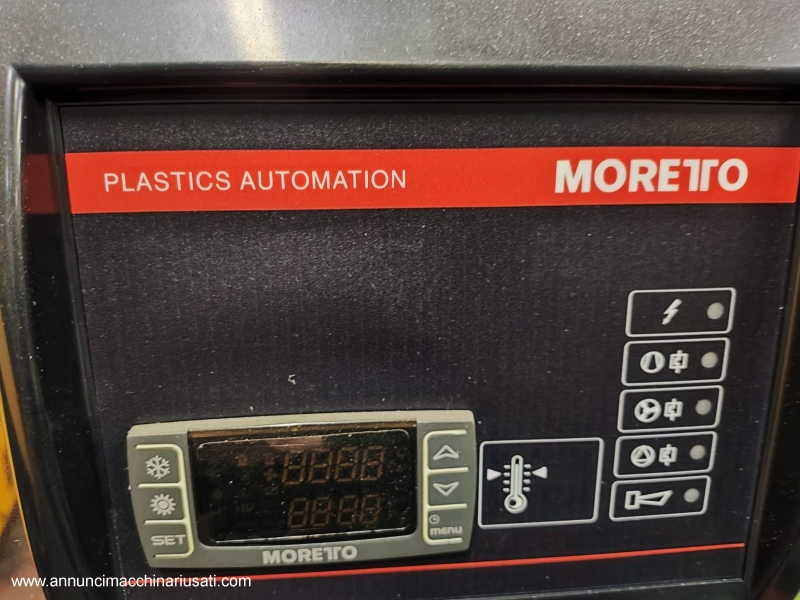 PLASTICS AUTOMATION
MORETTO
SET
MENU
MORETTO
www.annuncimacchinariusati.com